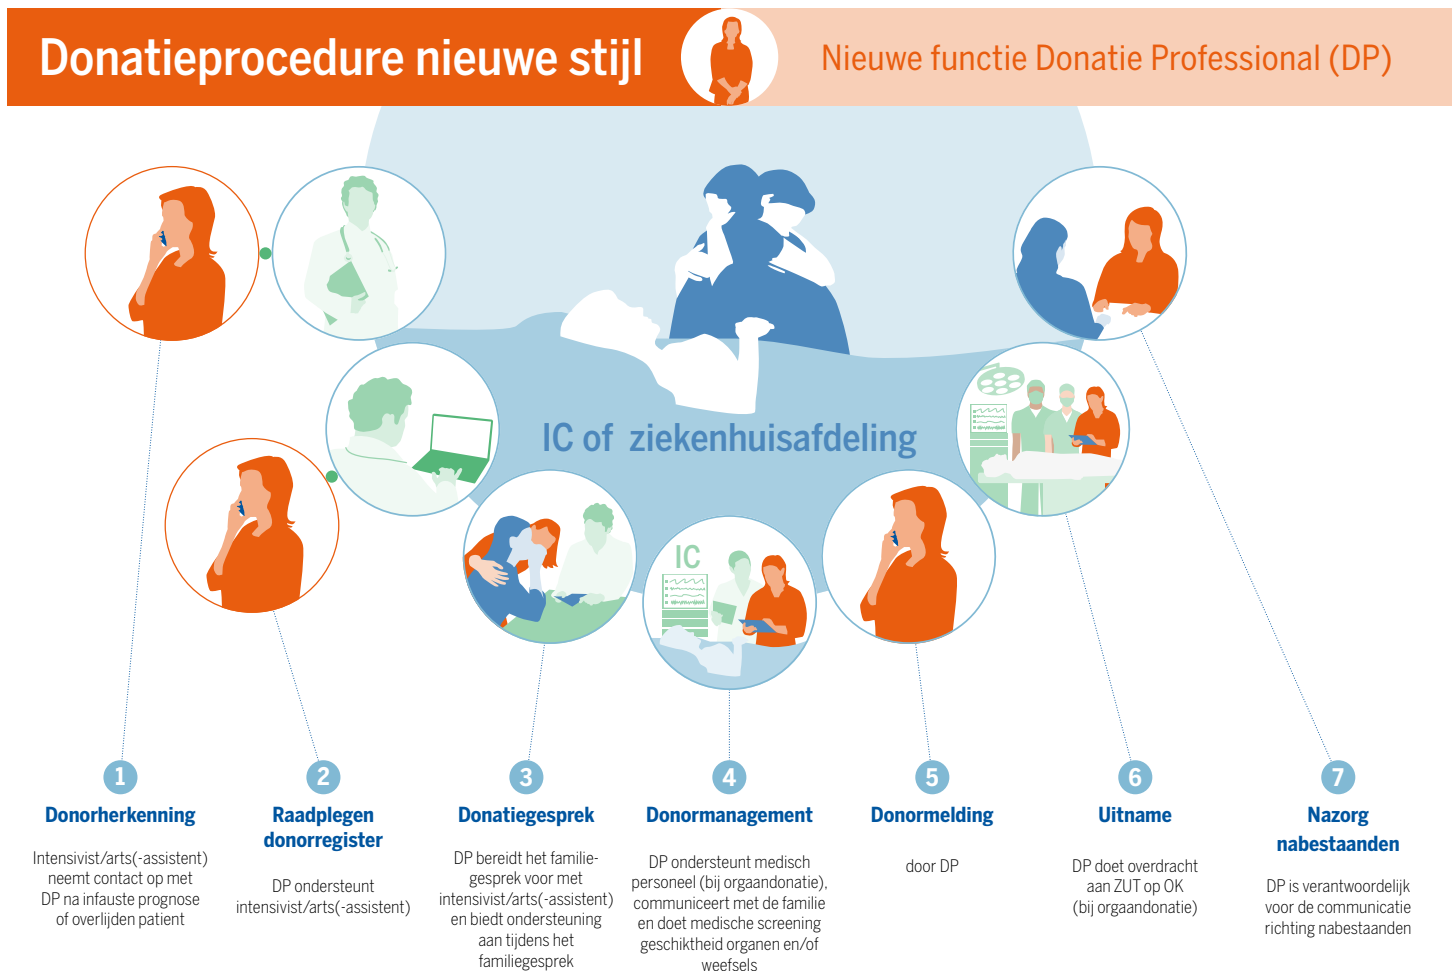 Donatieprocedure nieuwe stijl
Nieuwe functie Donatie Professional (DP)
IC of ziekenhuisafdeling
IC
1
Donorherkenning
Intensivist/arts(-assistent)
neemt contact op met
DP na infauste prognose
of overlijden patient
2
Raadplegen
donorregister
DP ondersteunt
intensivist/arts(-assistent)
3
Donatiegesprek
DP bereidt het familie-
gesprek voor met
intensivist/arts(-assistent)
en biedt ondersteuning
aan tijdens het
familiegesprek
4
Donormanagement
DP ondersteunt medisch
personeel (bij orgaandonatie),
communiceert met de familie
en doet medische screening
geschiktheid organen en/of
weefsels
5
Donormelding
door DP
6
Uitname
DP doet overdracht
aan ZUT op OK
(bij orgaandonatie)
7
Nazorg
nabestaanden
DP is verantwoordelijk
voor de communicatie
richting nabestaanden